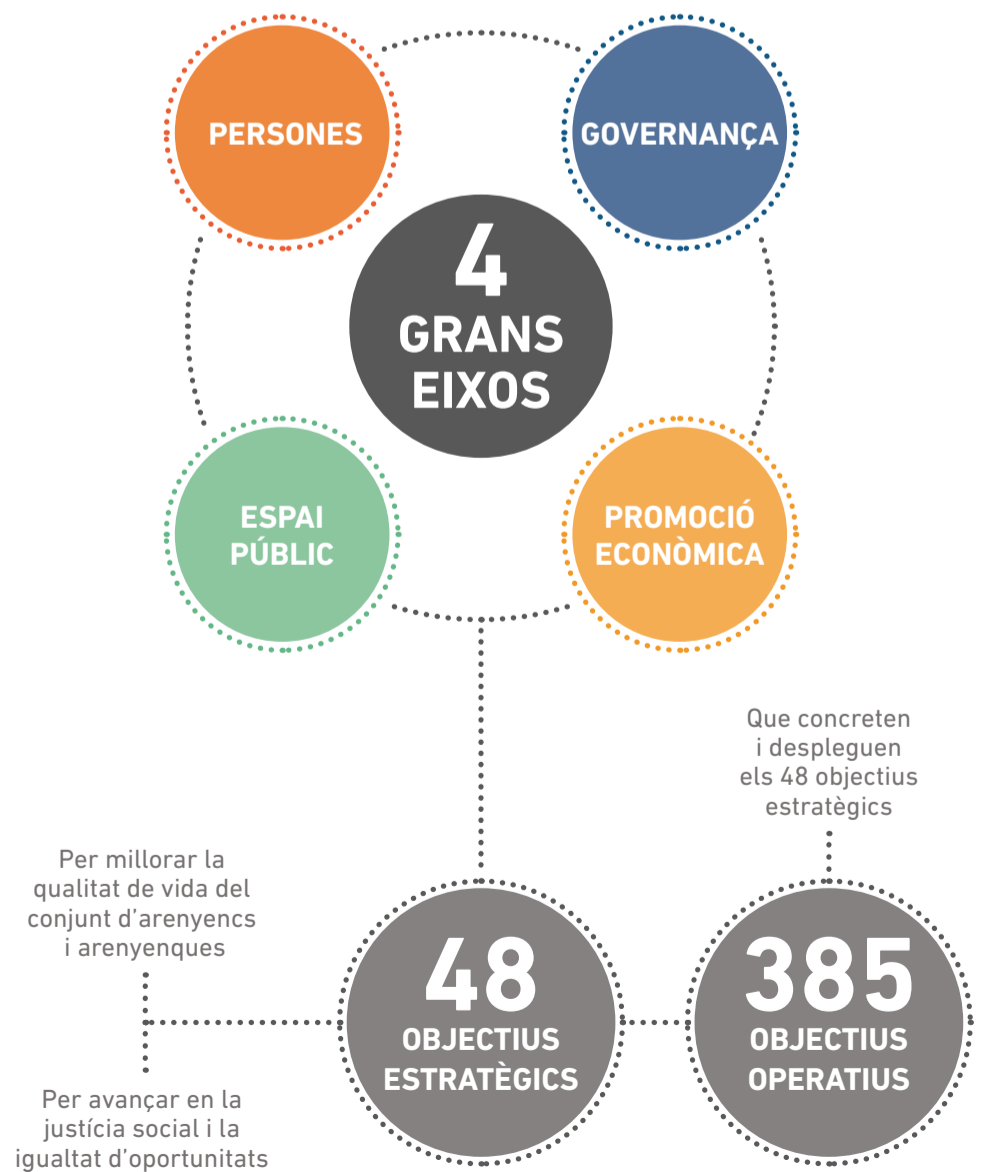 PERSONES
GOVERNANÇA
4
GRANS
EIXOS
ESPAI
PÚBLIC
PROMOCIÓ
ECONÒMICA
Que concreten
i despleguen
els 48 objectius
estratègics
Per millorar la
qualitat de vida del
conjunt d’arenyencs
i arenyenques
48
OBJECTIUS
ESTRATÈGICS
385
OBJECTIUS
OPERATIUS
Per avançar en la
justícia social i la
igualtat d’oportunitats